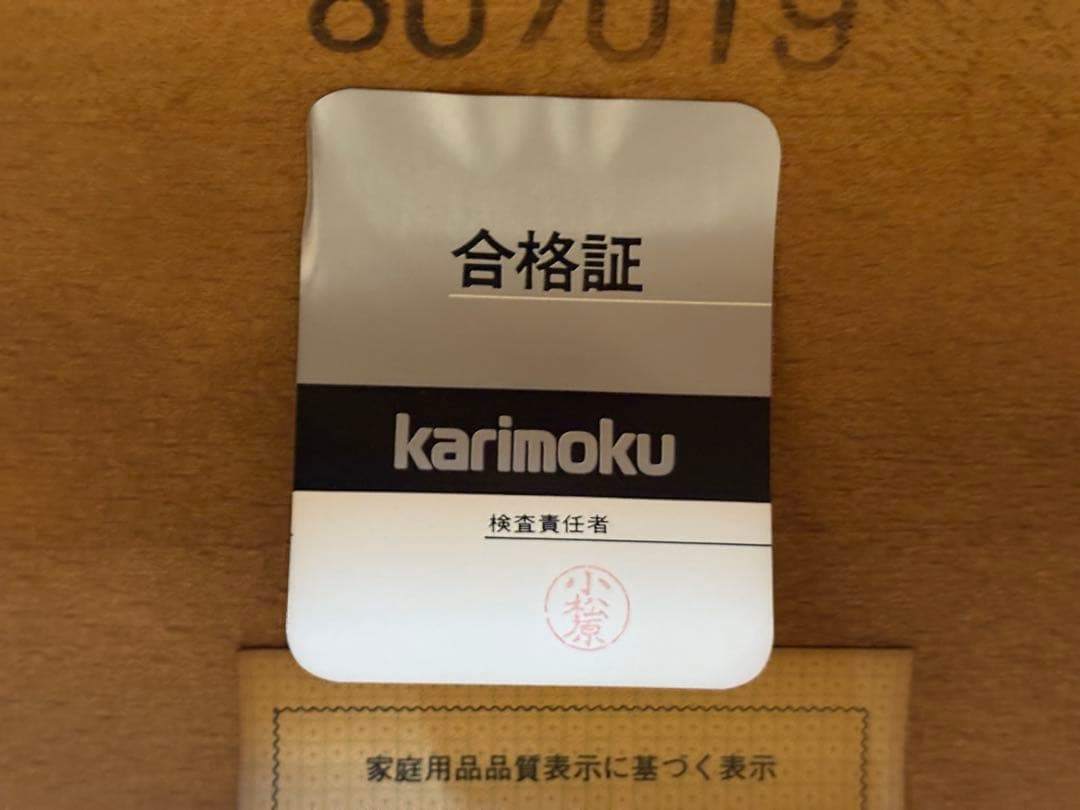 合格証
karimoku
検査責任者
小松原
家庭用品品質表示に基づく表示